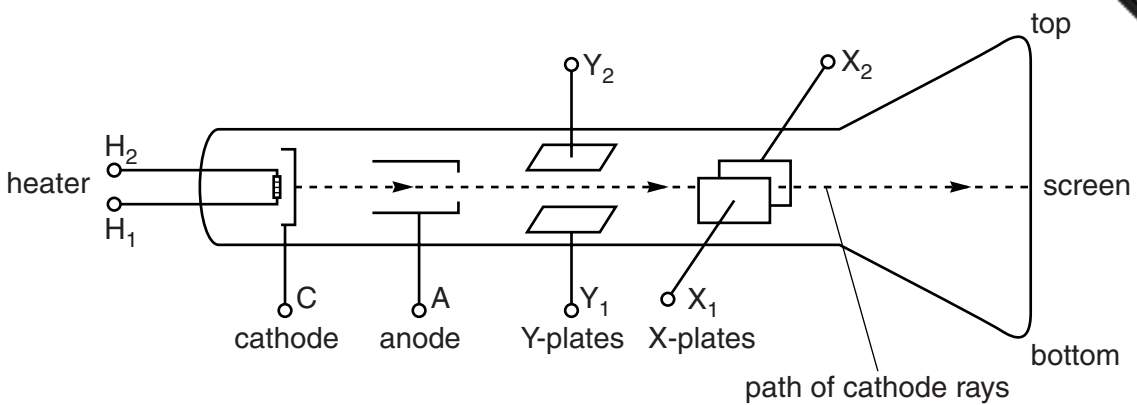 top
Y2
X2
H2
heater
H1
screen
C
A
Y1
X1
cathode
anode
Y-plates
X-plates
bottom
path of cathode rays